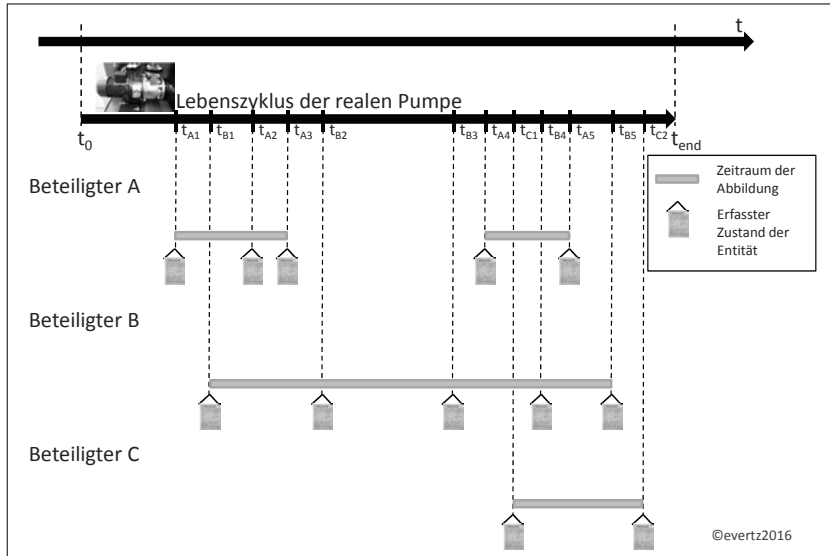 t
Lebenszyklus der realen Pumpe
t0 tA1 tB1 tA2 tA3 tB2 tB3 tA4 tC1 tB4 tA5 tB5 tC2 tend
Beteiligter A
Zeitraum der
Abbildung
Erfasster
Zustand der
Entität
Beteiligter B
Beteiligter C
©evertz2016